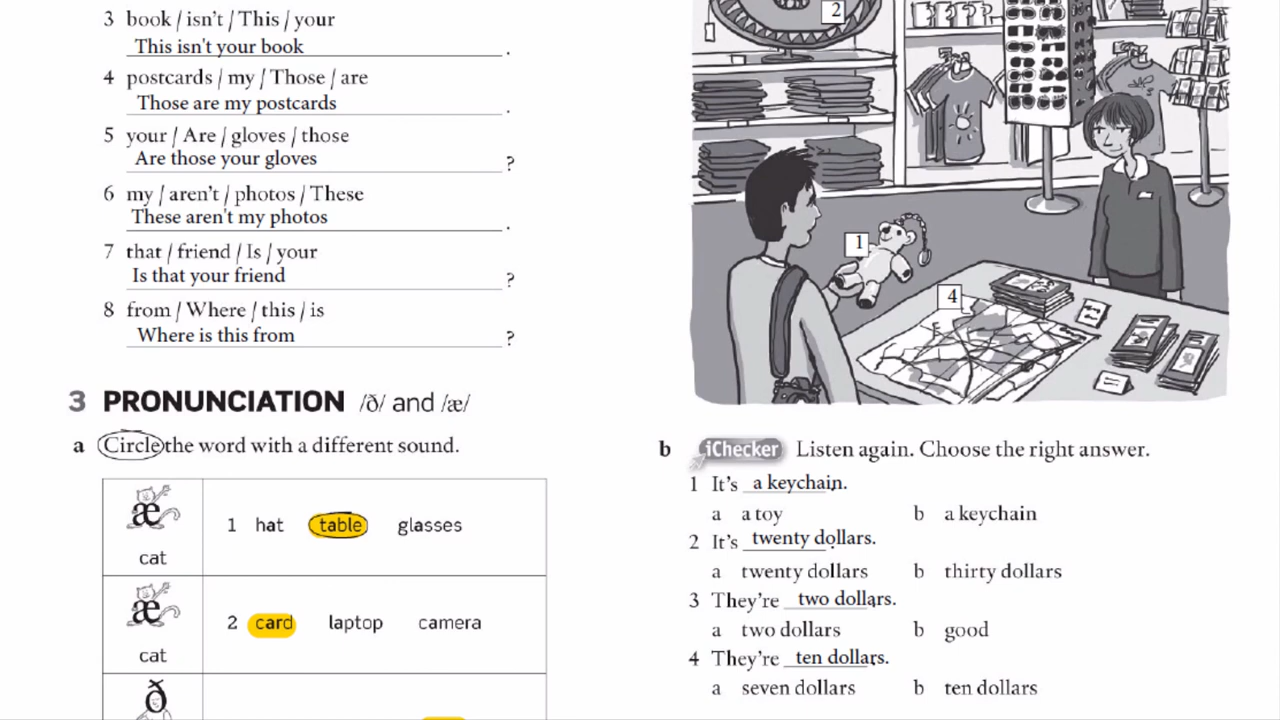 3 book / isn't / This / your
This isn't your book .
4 postcards / my / Those / are
Those are my postcards .
5 your / Are / gloves / those
Are those your gloves ?
6 my / aren't / photos / These
These aren't my photos .
7 that / friend / Is / your
Is that your friend ?
8 from / Where / this / is
Where is this from ?
3 PRONUNCIATION /ð/ and /æ/
a Circle the word with a different sound.
æ
cat
1 hat table glasses
æ
cat
2 card laptop camera
ð
2
1
4
b iChecker Listen again. Choose the right answer.
1 It's a keychain.
a a toy b a keychain
2 It's twenty dollars.
a twenty dollars b thirty dollars
3 They're two dollars.
a two dollars b good
4 They're ten dollars.
a seven dollars b ten dollars